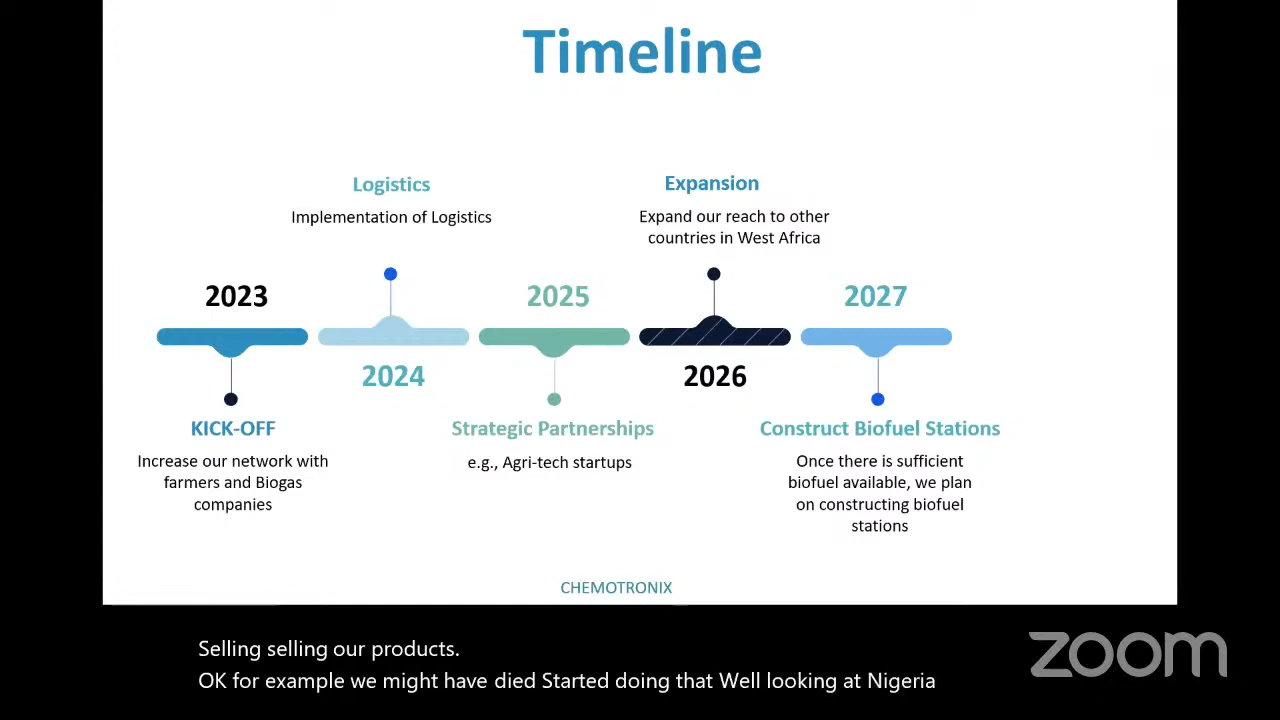 Timeline
Logistics
Implementation of Logistics
Expansion
Expand our reach to other
countries in West Africa
2023
2025
2027
2024
2026
KICK-OFF
Increase our network with
farmers and Biogas
companies
Strategic Partnerships
e.g., Agri-tech startups
Construct Biofuel Stations
Once there is sufficient
biofuel available, we plan
on constructing biofuel
stations
CHEMOTRONIX
Selling selling our products.
OK for example we might have died Started doing that Well looking at Nigeria
zoom